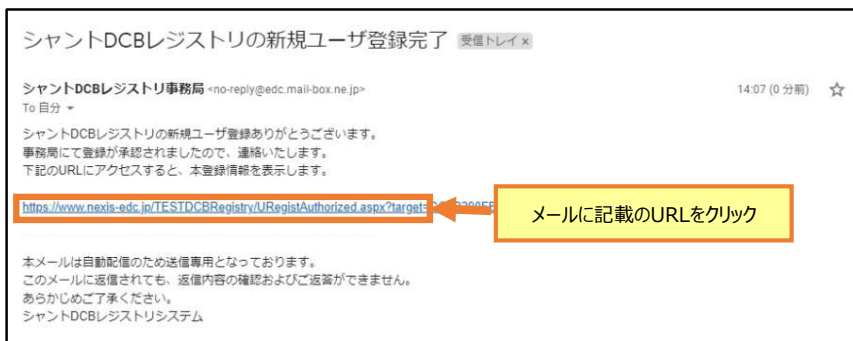 シャントDCBレジストリの新規ユーザ登録完了 受信トレイ ×
シャントDCBレジストリ事務局 <no-reply@edc.mail-box.ne.jp> 14:07 (0 分前)
To 自分
シャントDCBレジストリの新規ユーザ登録ありがとうございます。
事務局にて登録が承認されましたので、連絡いたします。
下記のURLにアクセスすると、本登録情報を表示します。
https://www.nexis-edc.jp/TESTDCBRegistry/URegistAuthorized.aspx?target=
メールに記載のURLをクリック
本メールは自動配信のため送信専用となっております。
このメールに返信されても、返信内容の確認およびご返答ができません。
あらかじめご了承ください。
シャントDCBレジストリシステム